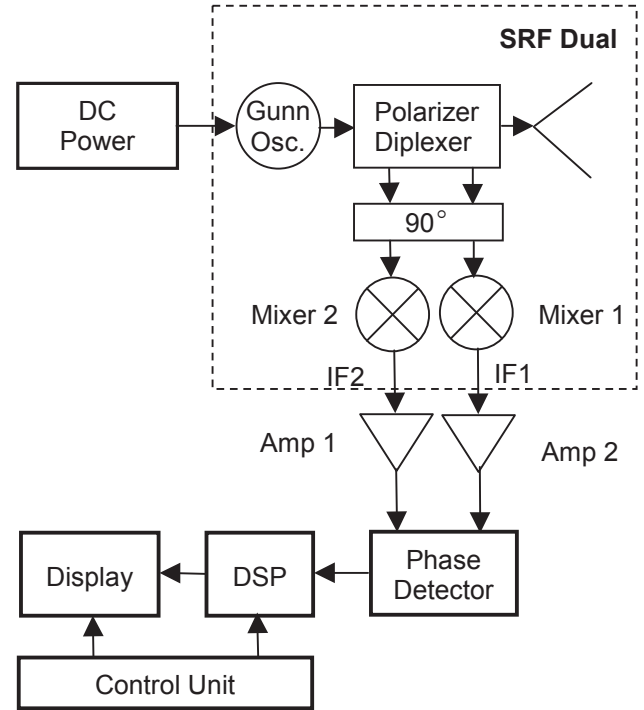 SRF Dual
DC
Power
Gunn
Osc.
Polarizer
Diplexer
90°
Mixer 2
Mixer 1
IF2
IF1
Amp 1
Amp 2
Display
DSP
Phase
Detector
Control Unit